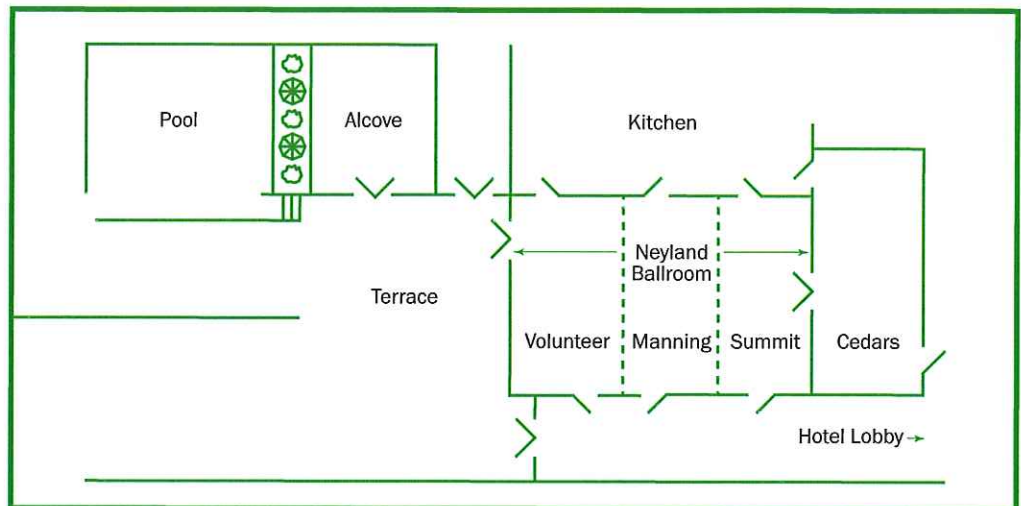 Pool
Alcove
Kitchen
Neyland
Ballroom
Terrace
Volunteer
Manning
Summit
Cedars
Hotel Lobby